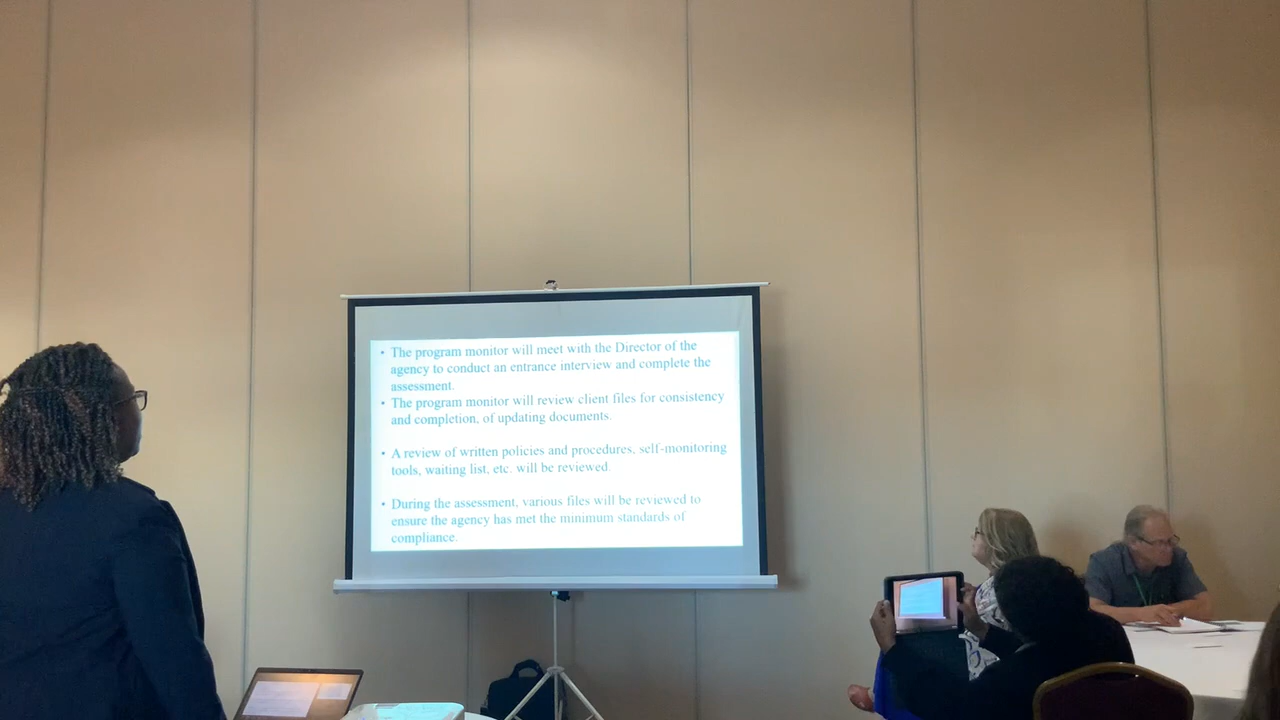 • The program monitor will meet with the Director of the
agency to conduct an entrance interview and complete the
assessment.
• The program monitor will review client files for consistency
and completion, of updating documents.
• A review of written policies and procedures, self-monitoring
tools, waiting list, etc. will be reviewed.
• During the assessment, various files will be reviewed to
ensure the agency has met the minimum standards of
compliance.